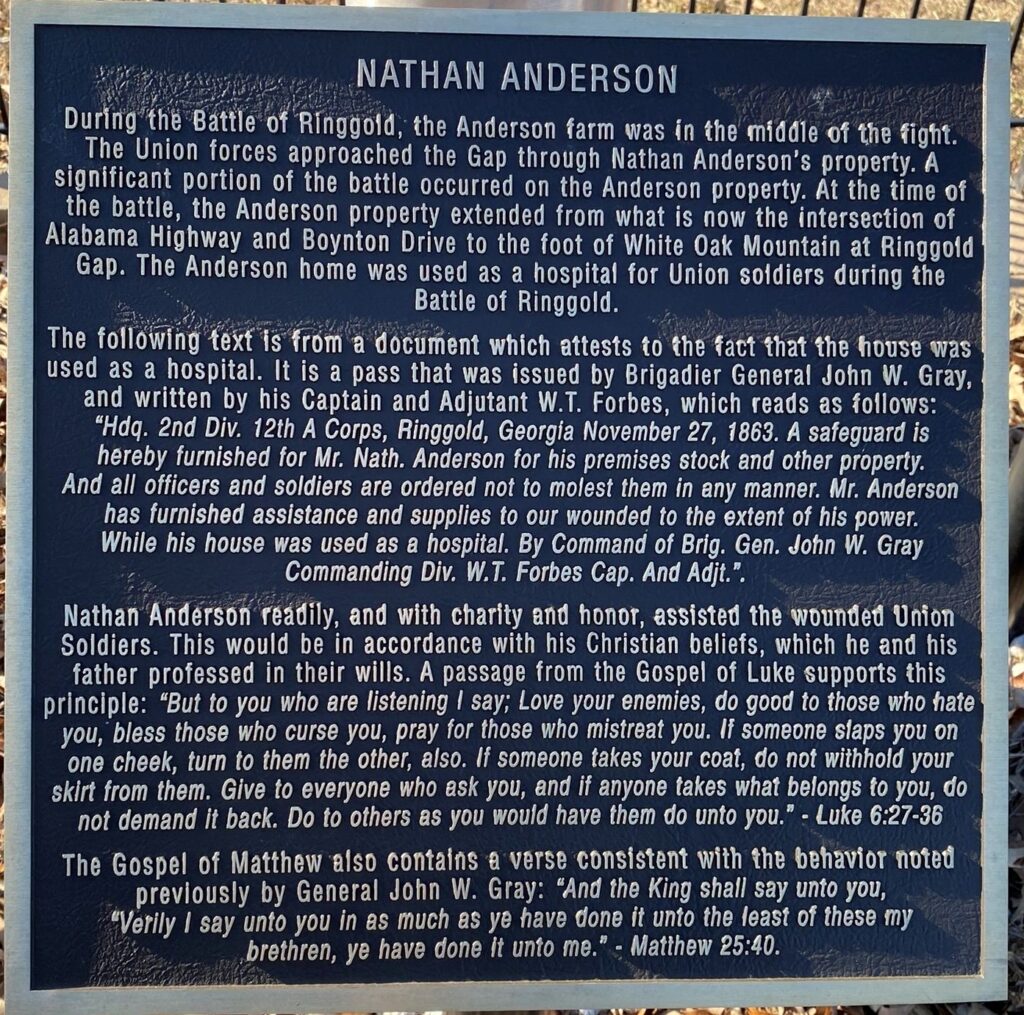 NATHAN ANDERSON
During the Battle of Ringgold, the Anderson farm was in the middle of the fight.
The Union forces approached the Gap through Nathan Anderson's property. A
significant portion of the battle occurred on the Anderson property. At the time of
the battle, the Anderson property extended from what is now the intersection of
Alabama Highway and Boynton Drive to the foot of White Oak Mountain at Ringgold
Gap. The Anderson home was used as a hospital for Union soldiers during the
Battle of Ringgold.
The following text is from a document which attests to the fact that the house was
used as a hospital. It is a pass that was issued by Brigadier General John W. Gray,
and written by his Captain and Adjutant W.T. Forbes, which reads as follows:
"Hdq. 2nd Div. 12th A Corps, Ringgold, Georgia November 27, 1863. A safeguard is
hereby furnished for Mr. Nath. Anderson for his premises stock and other property.
And all officers and soldiers are ordered not to molest them in any manner. Mr. Anderson
has furnished assistance and supplies to our wounded to the extent of his power.
While his house was used as a hospital. By Command of Brig. Gen. John W. Gray
Commanding Div. W.T. Forbes Cap. And Adjt.".
Nathan Anderson readily, and with charity and honor, assisted the wounded Union
Soldiers. This would be in accordance with his Christian beliefs, which he and his
father professed in their wills. A passage from the Gospel of Luke supports this
principle: "But to you who are listening I say; Love your enemies, do good to those who hate
you, bless those who curse you, pray for those who mistreat you. If someone slaps you on
one cheek, turn to them the other, also. If someone takes your coat, do not withhold your
skirt from them. Give to everyone who ask you, and if anyone takes what belongs to you, do
not demand it back. Do to others as you would have them do unto you." - Luke 6:27-36
The Gospel of Matthew also contains a verse consistent with the behavior noted
previously by General John W. Gray: "And the King shall say unto you,
"Verily I say unto you in as much as ye have done it unto the least of these my
brethren, ye have done it unto me." - Matthew 25:40.